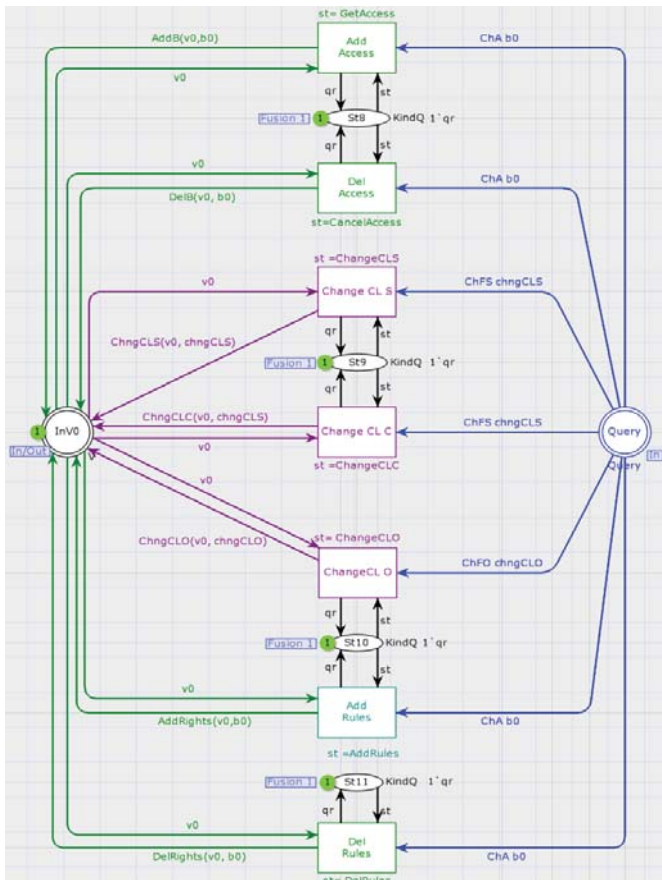 st= GetAccess
AddB(v0,b0)
Add
Access
ChA b0
v0
qr
st
Fusion 1
1
St8
KindQ
1`qr
qr
st
v0
Del
Access
ChA b0
DelB(v0, b0)
st=CancelAccess
st =ChangeCLS
v0
Change CL S
ChFS chngCLS
ChngCLS(v0, chngCLS)
qr
st
Fusion 1
1
St9
KindQ
1`qr
qr
st
ChngCLC(v0, chngCLS)
Change CL C
ChFS chngCLS
v0
1
InV0
In/Out
Query
Query
In
st =ChangeCLC
v0
ChngCLO(v0, chngCLO)
st= ChangeCLO
ChangeCL O
ChFO chngCLO
qr
st
Fusion 1
1
St10
KindQ
1`qr
qr
st
v0
Add
Rules
AddRights(v0,b0)
ChA b0
st =AddRules
Fusion 1
1
St11
KindQ
1`qr
qr
st
v0
Del
Rules
DelRights(v0, b0)
ChA b0
st= DelRules